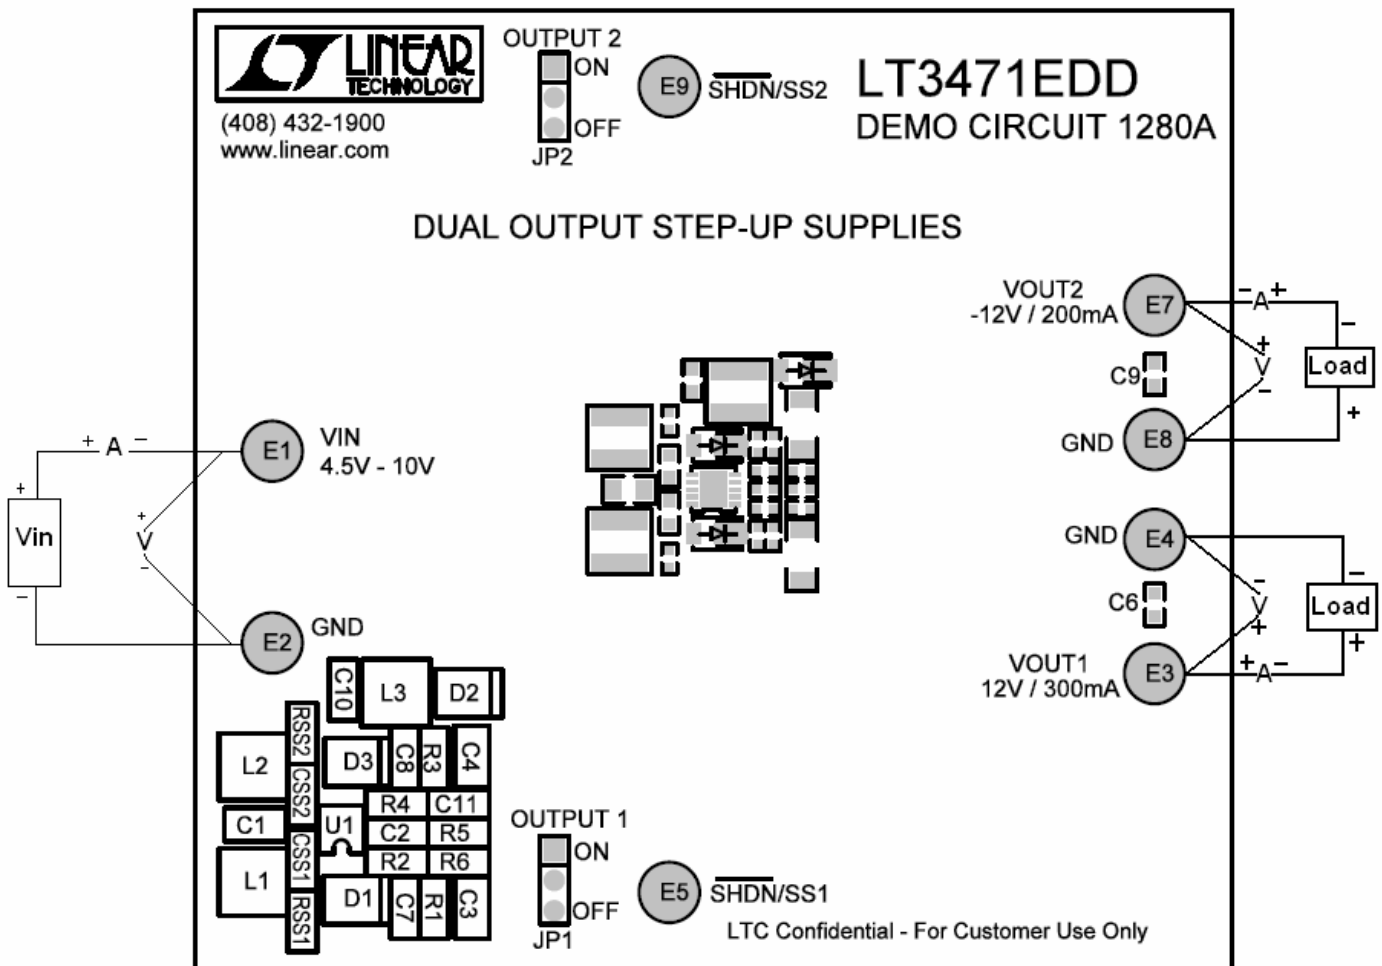 LINEAR
TECHNOLOGY
(408) 432-1900
www.linear.com
OUTPUT 2
ON
OFF
JP2
E9
SHDN/SS2
LT3471EDD
DEMO CIRCUIT 1280A
DUAL OUTPUT STEP-UP SUPPLIES
VOUT2
-12V / 200mA
E7
- A +
-
+
V
-
Load
+
C9
GND
E8
+ A -
E1
VIN
4.5V - 10V
+
Vin
-
+
V
-
E2
GND
GND
E4
-
V
+
-
Load
+
C6
VOUT1
12V / 300mA
E3
+ A -
C10
L3
D2
RSS2
L2
CSS2
D3
C8
R3
C4
R4
C11
C1
U1
C2
R5
CSS1
R2
R6
L1
RSS1
D1
C7
R1
C3
OUTPUT 1
ON
OFF
JP1
E5
SHDN/SS1
LTC Confidential - For Customer Use Only